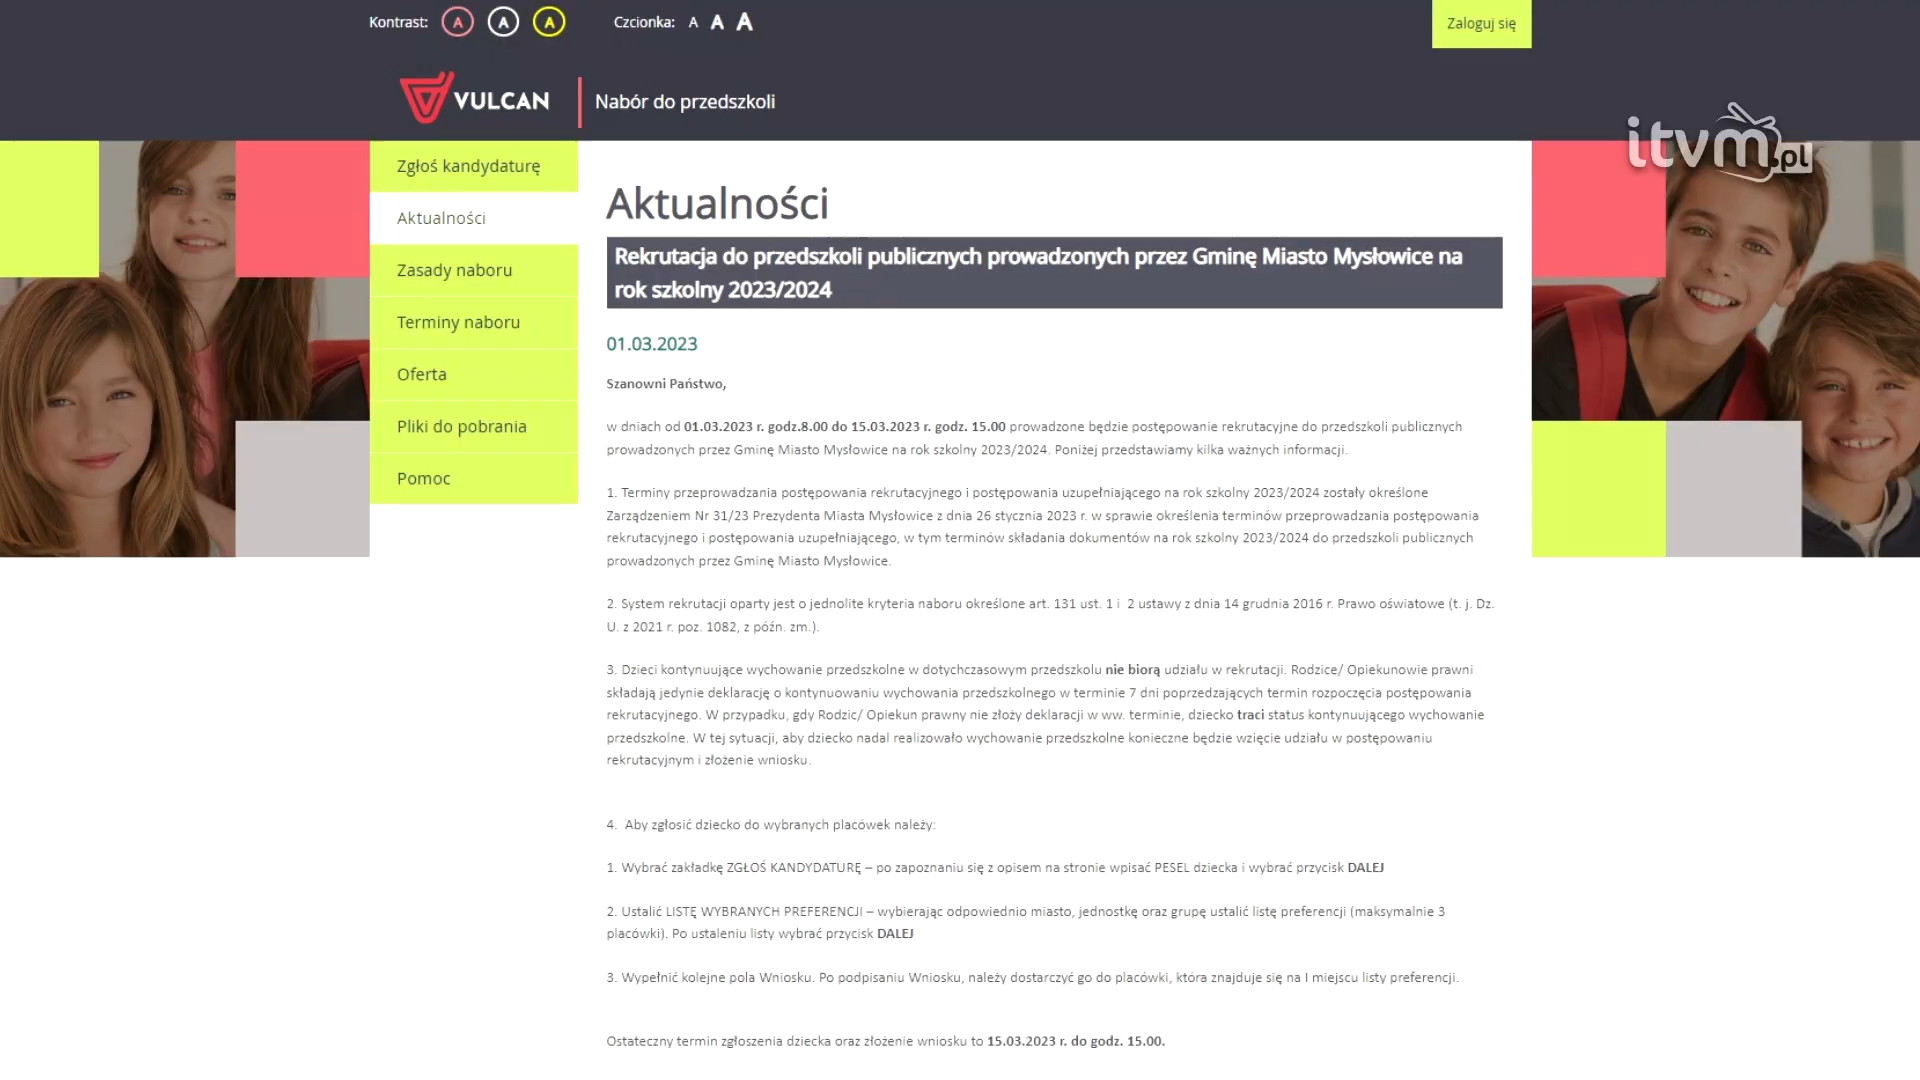 Kontrast: A A A Czcionka: A A A Zaloguj się
VULCAN Nabór do przedszkoli
itvm.pl
Zgłoś kandydaturę
Aktualności
Zasady naboru
Terminy naboru
Oferta
Pliki do pobrania
Pomoc
Aktualności
Rekrutacja do przedszkoli publicznych prowadzonych przez Gminę Miasto Mysłowice na
rok szkolny 2023/2024
01.03.2023
Szanowni Państwo,
w dniach od 01.03.2023 r. godz.8.00 do 15.03.2023 r. godz. 15.00 prowadzone będzie postępowanie rekrutacyjne do przedszkoli publicznych
prowadzonych przez Gminę Miasto Mysłowice na rok szkolny 2023/2024. Poniżej przedstawiamy kilka ważnych informacji.
1. Terminy przeprowadzania postępowania rekrutacyjnego i postępowania uzupełniającego na rok szkolny 2023/2024 zostały określone
Zarządzeniem Nr 31/23 Prezydenta Miasta Mysłowice z dnia 26 stycznia 2023 r. w sprawie określenia terminów przeprowadzania postępowania
rekrutacyjnego i postępowania uzupełniającego, w tym terminów składania dokumentów na rok szkolny 2023/2024 do przedszkoli publicznych
prowadzonych przez Gminę Miasto Mysłowice.
2. System rekrutacji oparty jest o jednolite kryteria naboru określone art. 131 ust. 1 i 2 ustawy z dnia 14 grudnia 2016 r. Prawo oświatowe (t. j. Dz.
U. z 2021 r. poz. 1082, z późn. zm.).
3. Dzieci kontynuujące wychowanie przedszkolne w dotychczasowym przedszkolu nie biorą udziału w rekrutacji. Rodzice/ Opiekunowie prawni
składają jedynie deklarację o kontynuowaniu wychowania przedszkolnego w terminie 7 dni poprzedzających termin rozpoczęcia postępowania
rekrutacyjnego. W przypadku, gdy Rodzic/ Opiekun prawny nie złoży deklaracji w ww. terminie, dziecko traci status kontynuującego wychowanie
przedszkolne. W tej sytuacji, aby dziecko nadal realizowało wychowanie przedszkolne konieczne będzie wzięcie udziału w postępowaniu
rekrutacyjnym i złożenie wniosku.
4. Aby zgłosić dziecko do wybranych placówek należy:
1. Wybrać zakładkę ZGŁOŚ KANDYDATURĘ – po zapoznaniu się z opisem na stronie wpisać PESEL dziecka i wybrać przycisk DALEJ
2. Ustalić LISTĘ WYBRANYCH PREFERENCJI – wybierając odpowiednio miasto, jednostkę oraz grupę ustalić listę preferencji (maksymalnie 3
placówki). Po ustaleniu listy wybrać przycisk DALEJ
3. Wypełnić kolejne pola Wniosku. Po podpisaniu Wniosku, należy dostarczyć go do placówki, która znajduje się na I miejscu listy preferencji.
Ostateczny termin zgłoszenia dziecka oraz złożenie wniosku to 15.03.2023 r. do godz. 15.00.